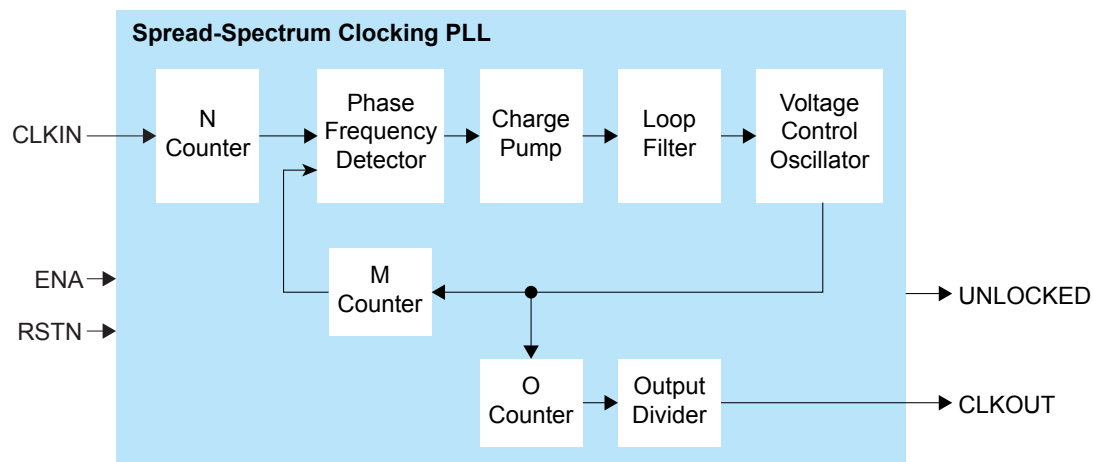 Spread-Spectrum Clocking PLL
CLKIN
N
Counter
Phase
Frequency
Detector
Charge
Pump
Loop
Filter
Voltage
Control
Oscillator
ENA
RSTN
M
Counter
UNLOCKED
O
Counter
Output
Divider
CLKOUT